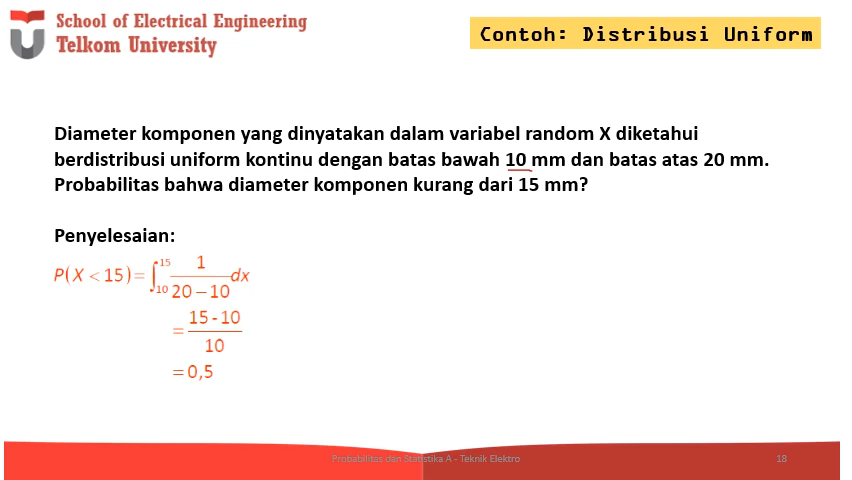 School of Electrical Engineering
Telkom University
Contoh: Distribusi Uniform
Diameter komponen yang dinyatakan dalam variabel random X diketahui
berdistribusi uniform kontinu dengan batas bawah 10 mm dan batas atas 20 mm.
Probabilitas bahwa diameter komponen kurang dari 15 mm?
Penyelesaian:
P(X < 15) = ∫₁₀¹⁵ 1/(20 – 10) dx
= (15 - 10)/10
= 0,5
Probabilitas dan Statistika A - Teknik Elektro
18